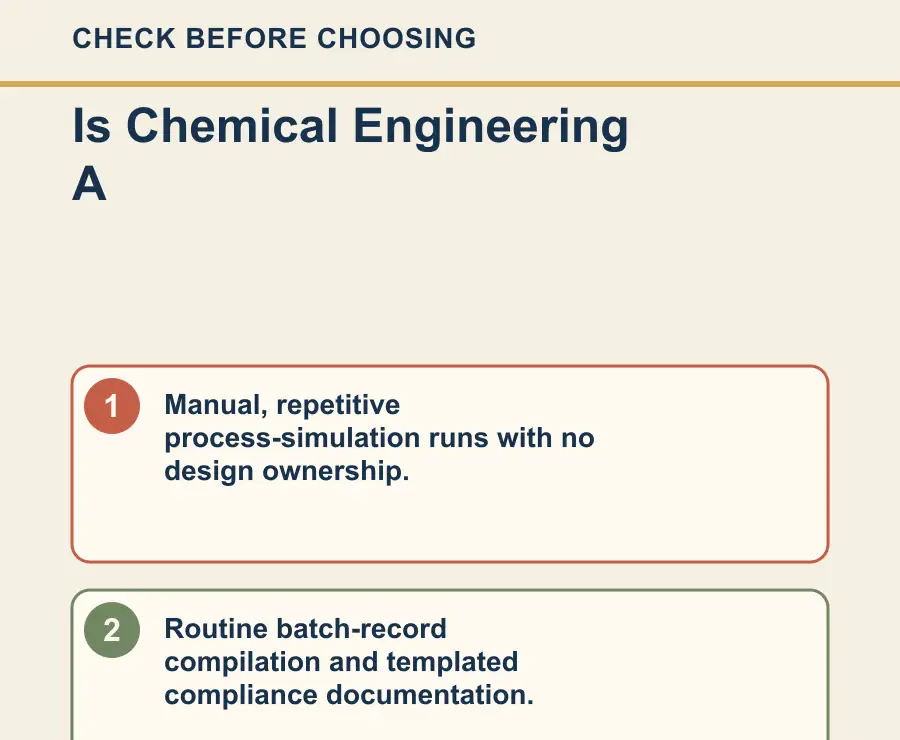 CHECK BEFORE CHOOSING
Is Chemical Engineering
A
1
Manual, repetitive
process-simulation runs with no
design ownership.
2
Routine batch-record
compilation and templated
compliance documentation.